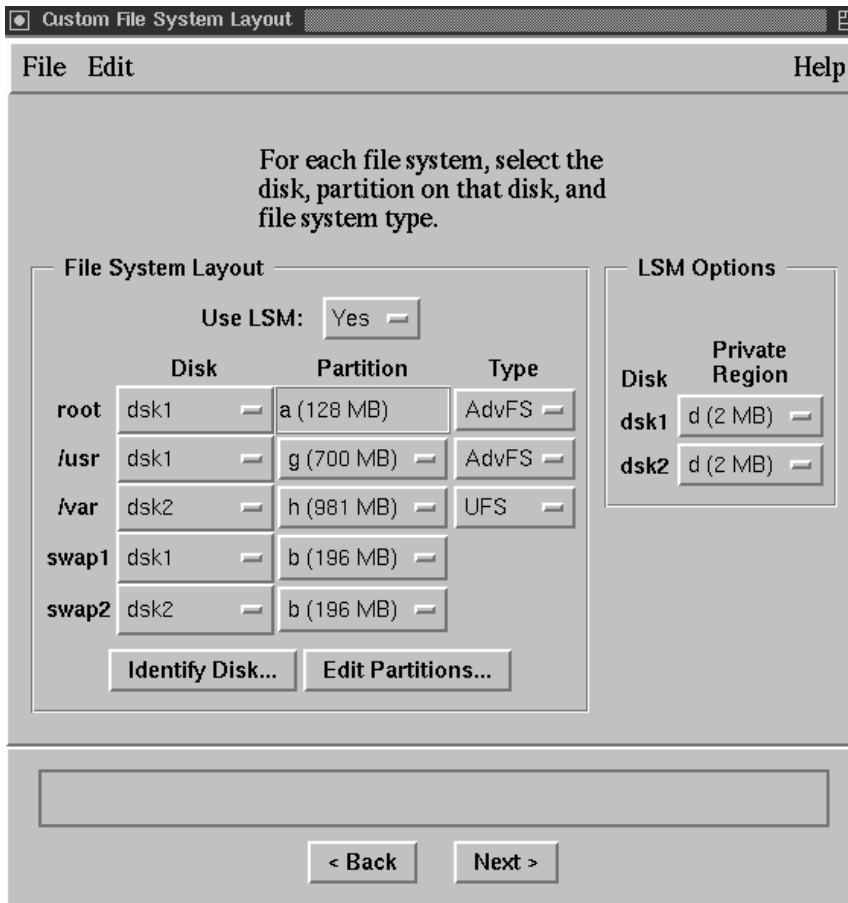 Custom File System Layout
File Edit Help
For each file system, select the
disk, partition on that disk, and
file system type.
File System Layout
Use LSM: Yes
Disk Partition Type
root dsk1 a (128 MB) AdvFS
/usr dsk1 g (700 MB) AdvFS
/var dsk2 h (981 MB) UFS
swap1 dsk1 b (196 MB)
swap2 dsk2 b (196 MB)
Identify Disk... Edit Partitions...
LSM Options
Disk Private
Region
dsk1 d (2 MB)
dsk2 d (2 MB)
< Back Next >